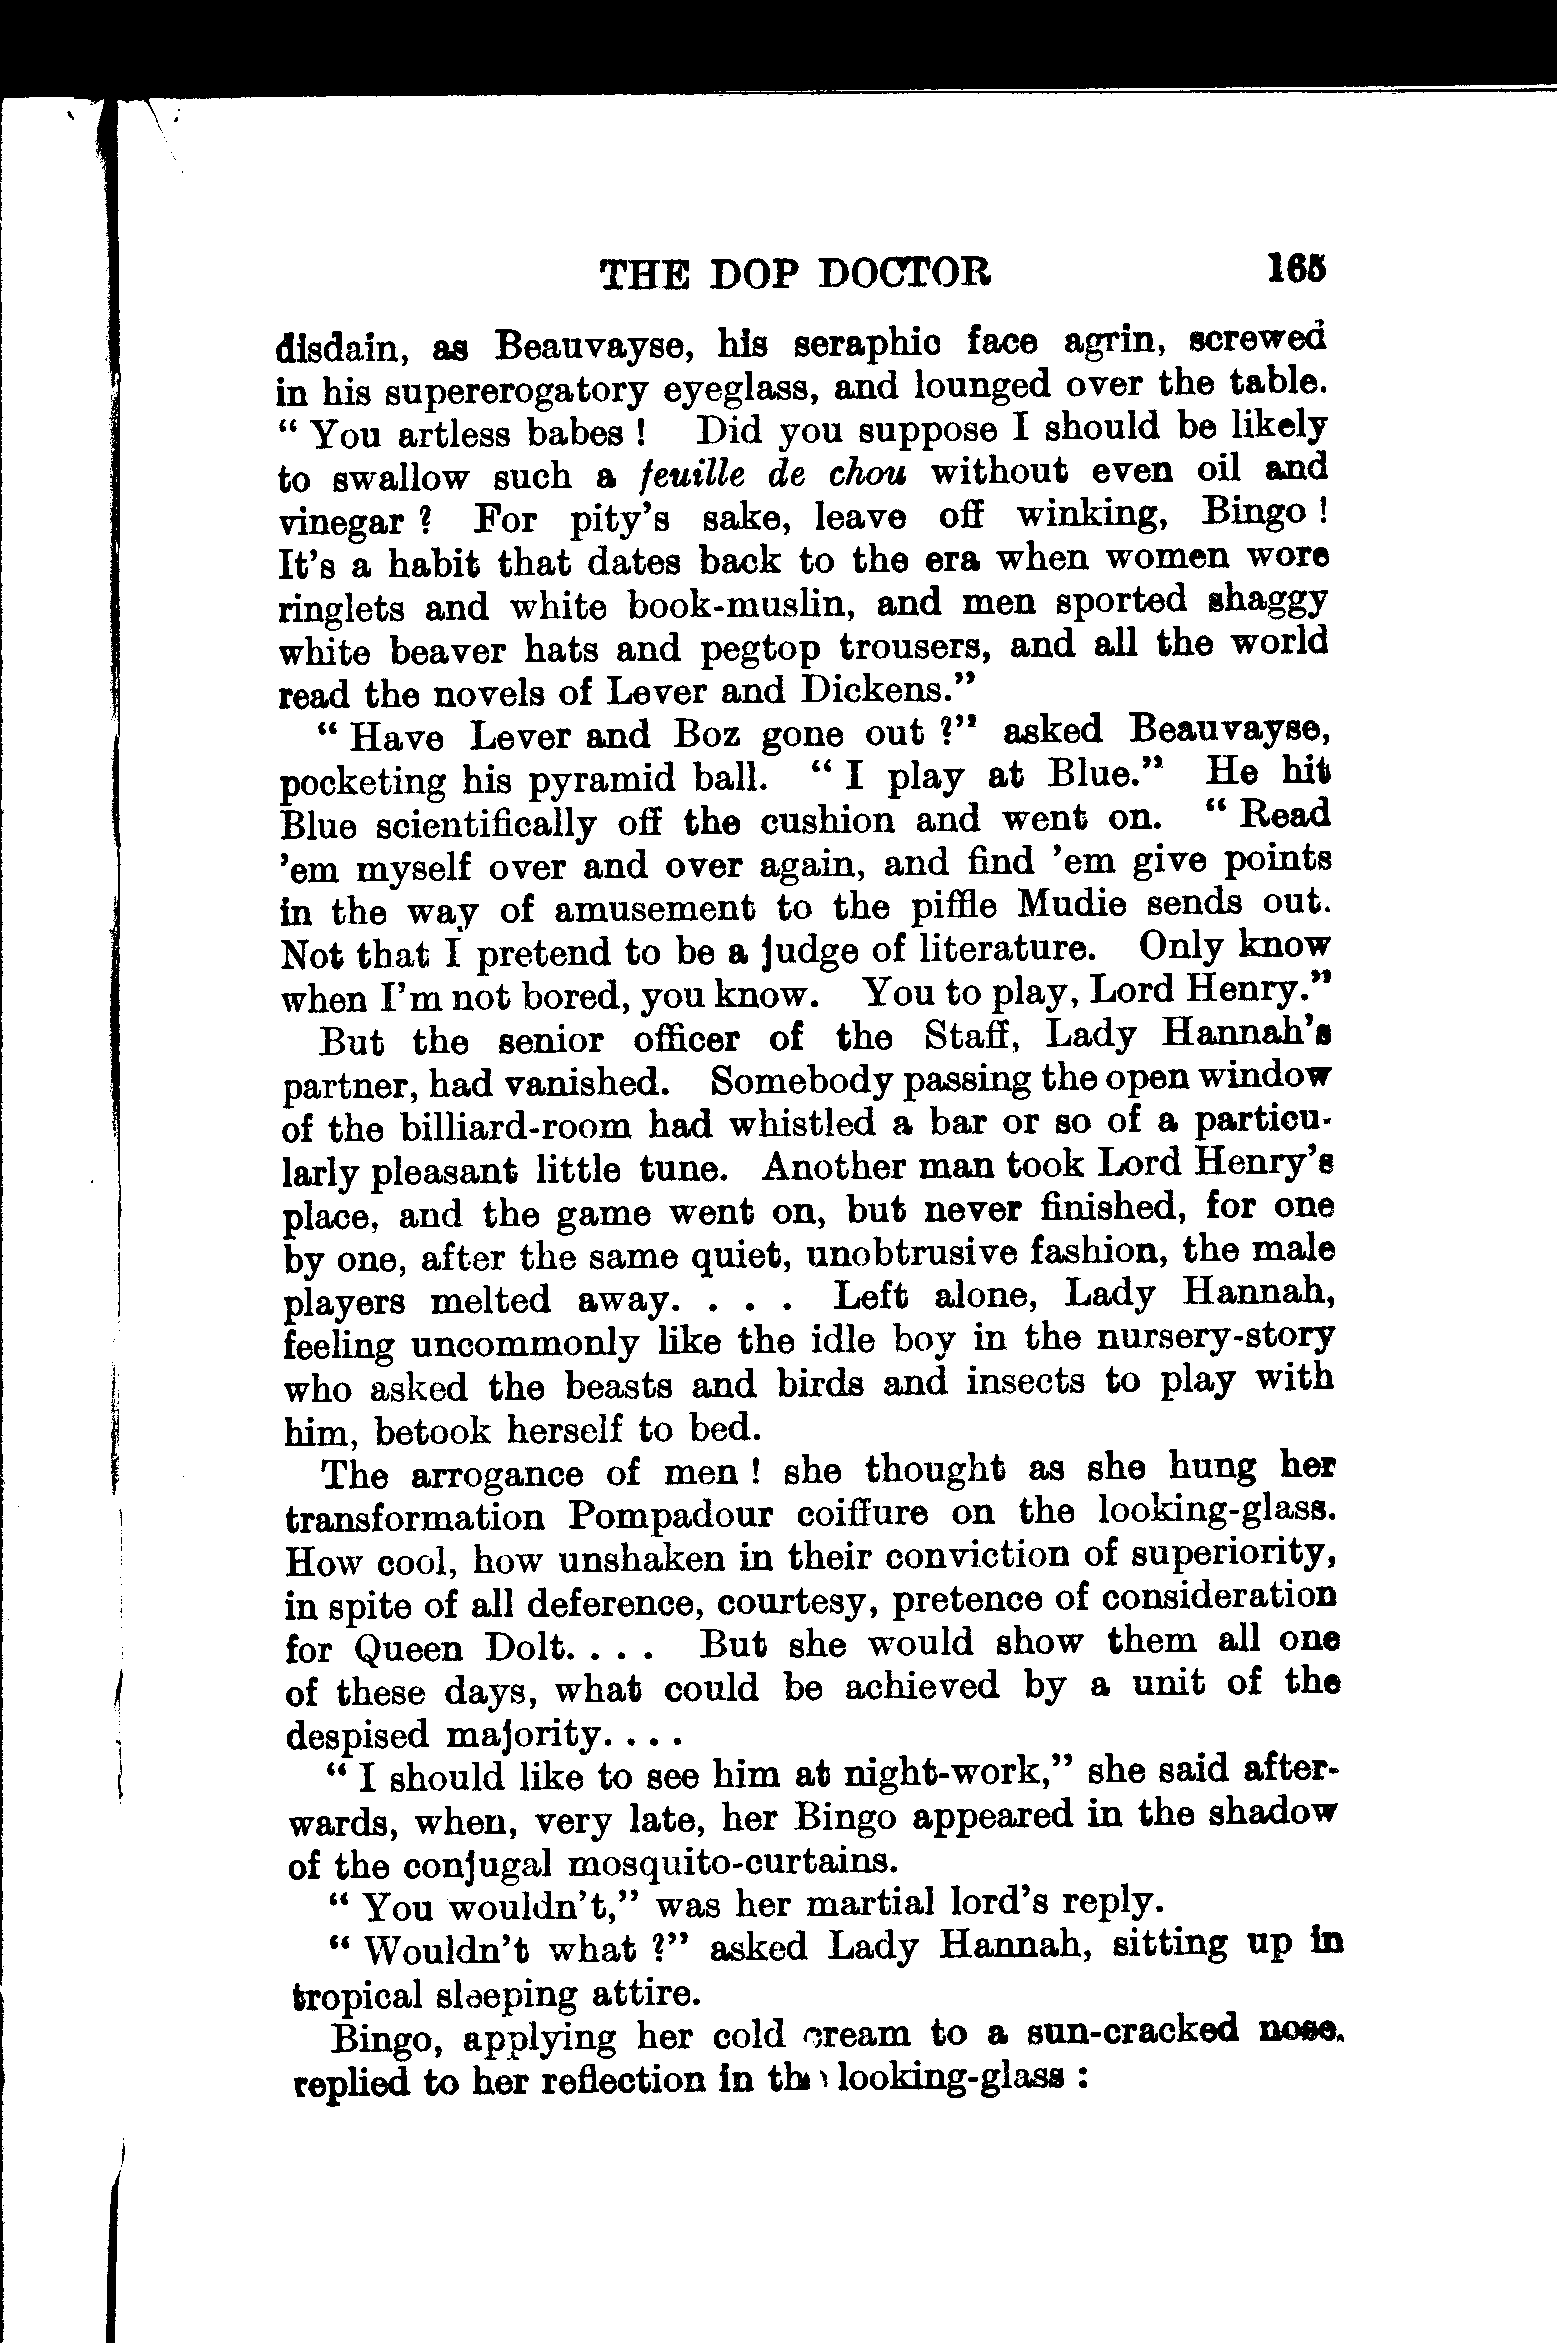 THE DOP DOCTOR 165
disdain, as Beauvayse, his seraphic face agrin, screwed
in his supererogatory eyeglass, and lounged over the table.
“ You artless babes ! Did you suppose I should be likely
to swallow such a feuille de chou without even oil and
vinegar ? For pity’s sake, leave off winking, Bingo !
It’s a habit that dates back to the era when women wore
ringlets and white book-muslin, and men sported shaggy
white beaver hats and pegtop trousers, and all the world
read the novels of Lever and Dickens.”
“ Have Lever and Boz gone out ?” asked Beauvayse,
pocketing his pyramid ball. “ I play at Blue.” He hit
Blue scientifically off the cushion and went on. “ Read
’em myself over and over again, and find ’em give points
in the way of amusement to the piffle Mudie sends out.
Not that I pretend to be a judge of literature. Only know
when I’m not bored, you know. You to play, Lord Henry.”
But the senior officer of the Staff, Lady Hannah’s
partner, had vanished. Somebody passing the open window
of the billiard-room had whistled a bar or so of a particu-
larly pleasant little tune. Another man took Lord Henry’s
place, and the game went on, but never finished, for one
by one, after the same quiet, unobtrusive fashion, the male
players melted away. . . . Left alone, Lady Hannah,
feeling uncommonly like the idle boy in the nursery-story
who asked the beasts and birds and insects to play with
him, betook herself to bed.
The arrogance of men ! she thought as she hung her
transformation Pompadour coiffure on the looking-glass.
How cool, how unshaken in their conviction of superiority,
in spite of all deference, courtesy, pretence of consideration
for Queen Dolt. . . . But she would show them all one
of these days, what could be achieved by a unit of the
despised majority. . . .
“ I should like to see him at night-work,” she said after-
wards, when, very late, her Bingo appeared in the shadow
of the conjugal mosquito-curtains.
“ You wouldn’t,” was her martial lord’s reply.
“ Wouldn’t what ?” asked Lady Hannah, sitting up in
tropical sleeping attire.
Bingo, applying her cold cream to a sun-cracked nose,
replied to her reflection in the looking-glass :